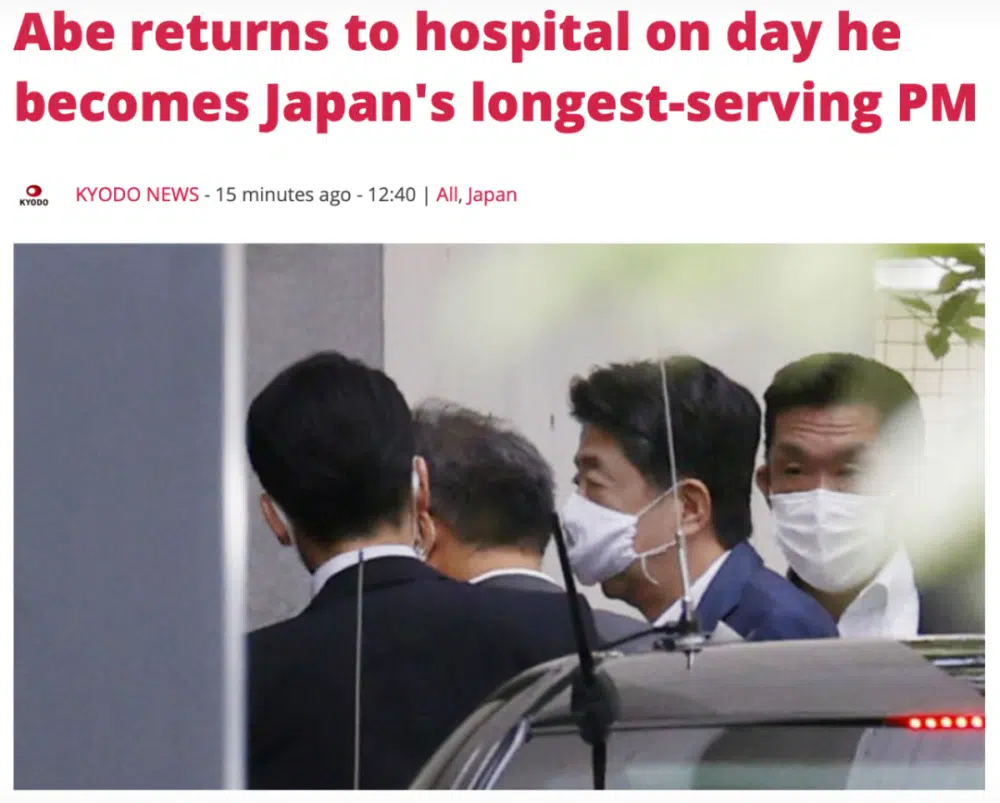 Abe returns to hospital on day he
becomes Japan's longest-serving PM
KYODO
KYODO NEWS - 15 minutes ago - 12:40 | All, Japan